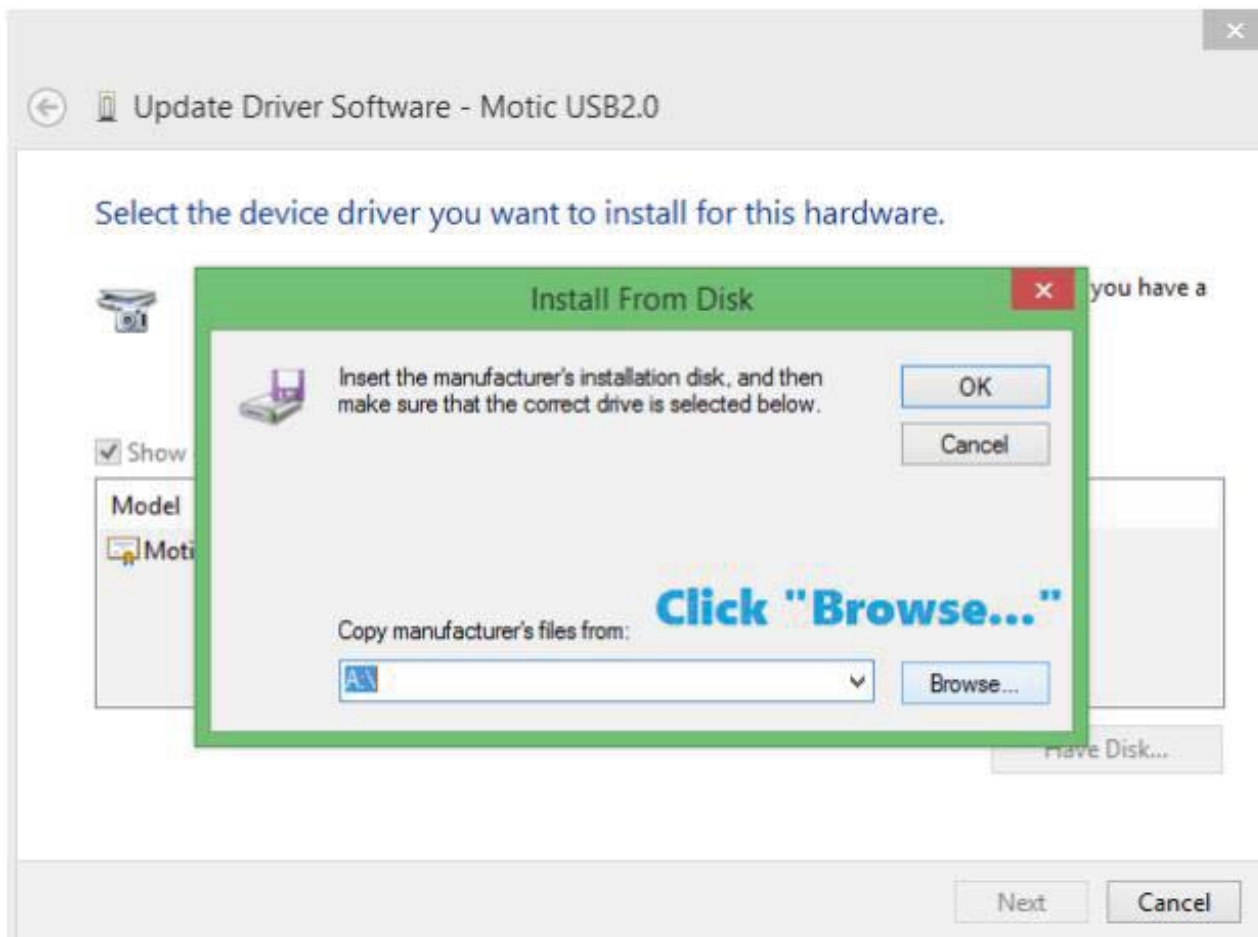 Update Driver Software - Motic USB2.0
Select the device driver you want to install for this hardware.
you have a
Install From Disk
Insert the manufacturer's installation disk, and then
make sure that the correct drive is selected below.
OK
Cancel
Show
Model
Moti
Click "Browse..."
Copy manufacturer's files from:
A:\
Browse...
Have Disk...
Next
Cancel